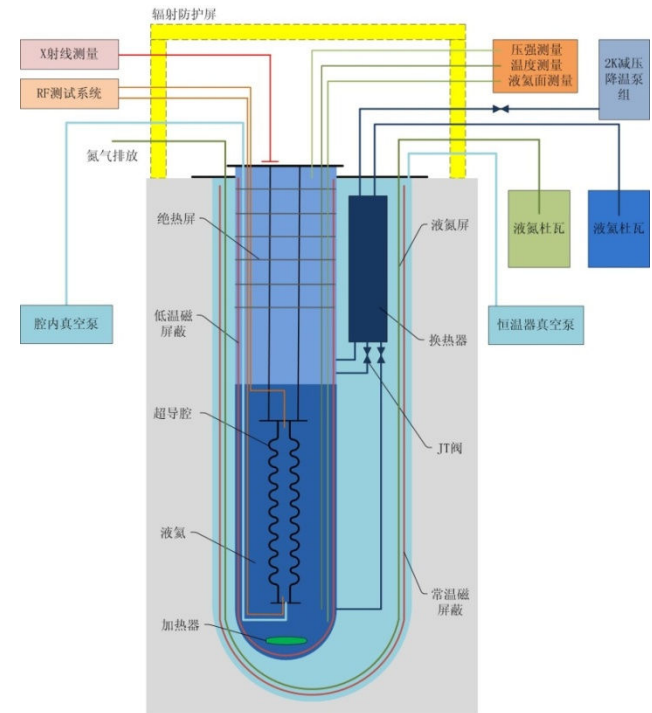 辐射防护屏
X射线测量
RF测试系统
氮气排放
压强测量
温度测量
液氦面测量
2K减压
降温泵
组
绝热屏
液氮屏
液氮杜瓦
液氦杜瓦
腔内真空泵
低温磁
屏蔽
换热器
恒温器真空泵
超导腔
JT阀
液氦
常温磁
屏蔽
加热器